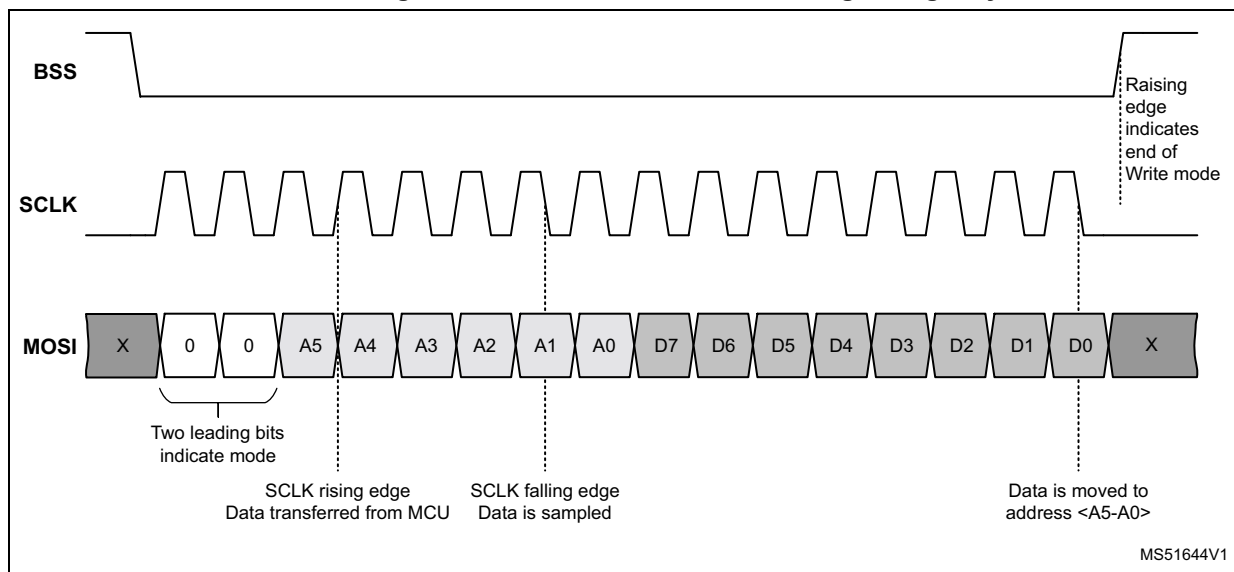 BSS
Raising
edge
indicates
end of
Write mode
SCLK
MOSI
X 0 0 A5 A4 A3 A2 A1 A0 D7 D6 D5 D4 D3 D2 D1 D0 X
Two leading bits
indicate mode
SCLK rising edge
Data transferred from MCU
SCLK falling edge
Data is sampled
Data is moved to
address <A5-A0>
MS51644V1